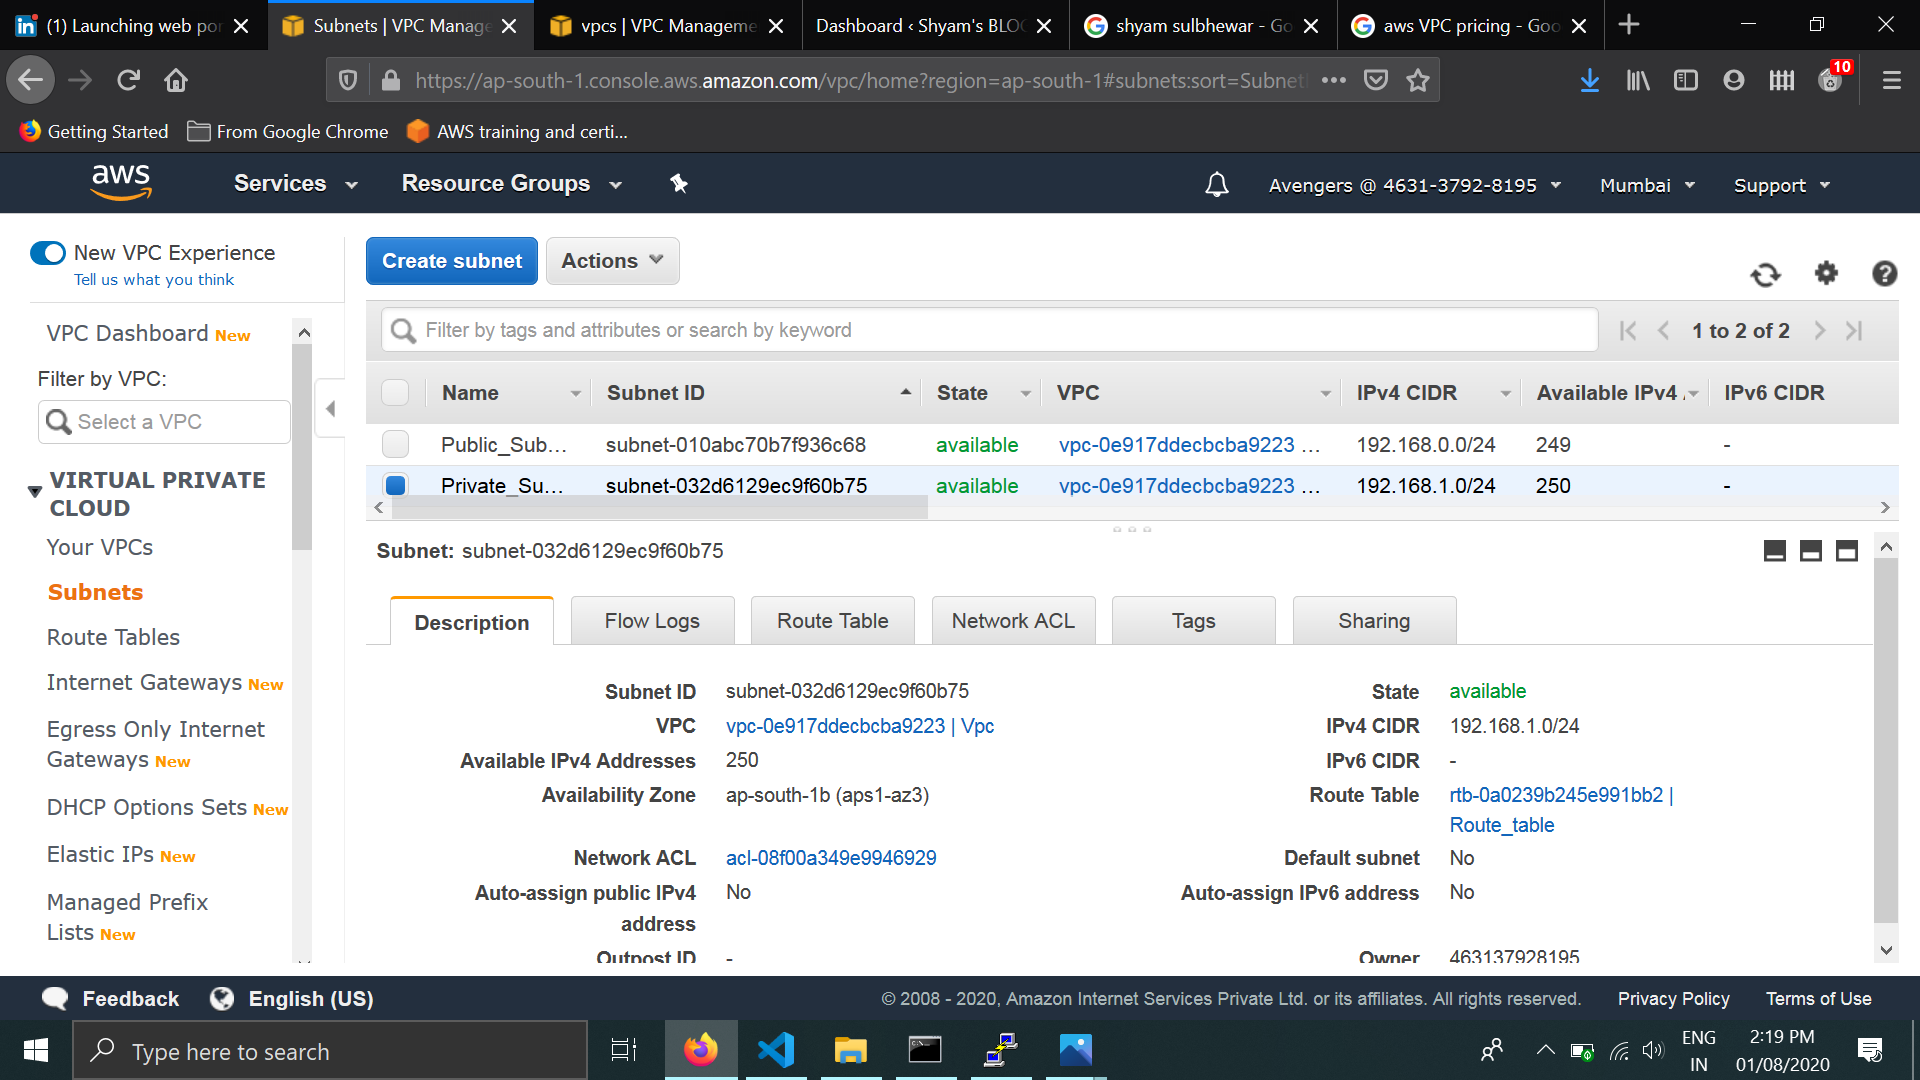 (1) Launching web por
Subnets | VPC Manage
vpcs | VPC Manageme
Dashboard ‹ Shyam's BLOG
shyam sulbhewar - Go
aws VPC pricing - Goo
https://ap-south-1.console.aws.amazon.com/vpc/home?region=ap-south-1#subnets:sort=Subnet
10
Getting Started
From Google Chrome
AWS training and certi...
aws
Services
Resource Groups
Avengers @ 4631-3792-8195
Mumbai
Support
New VPC Experience
Tell us what you think
VPC Dashboard New
Filter by VPC:
Select a VPC
VIRTUAL PRIVATE
CLOUD
Your VPCs
Subnets
Route Tables
Internet Gateways New
Egress Only Internet
Gateways New
DHCP Options Sets New
Elastic IPs New
Managed Prefix
Lists New
Create subnet
Actions
Filter by tags and attributes or search by keyword
1 to 2 of 2
Name Subnet ID State VPC IPv4 CIDR Available IPv4 IPv6 CIDR
Public_Sub... subnet-010abc70b7f936c68 available vpc-0e917ddecbcba9223 ... 192.168.0.0/24 249 -
Private_Su... subnet-032d6129ec9f60b75 available vpc-0e917ddecbcba9223 ... 192.168.1.0/24 250 -
Subnet: subnet-032d6129ec9f60b75
Description
Flow Logs
Route Table
Network ACL
Tags
Sharing
Subnet ID subnet-032d6129ec9f60b75
State available
VPC vpc-0e917ddecbcba9223 | Vpc
IPv4 CIDR 192.168.1.0/24
Available IPv4 Addresses 250
IPv6 CIDR -
Availability Zone ap-south-1b (aps1-az3)
Route Table rtb-0a0239b245e991bb2 |
Route_table
Network ACL acl-08f00a349e9946929
Default subnet No
Auto-assign public IPv4
address
No
Auto-assign IPv6 address No
Outpost ID -
Owner 463137928195
Feedback
English (US)
© 2008 - 2020, Amazon Internet Services Private Ltd. or its affiliates. All rights reserved.
Privacy Policy
Terms of Use
Type here to search
ENG
IN
2:19 PM
01/08/2020